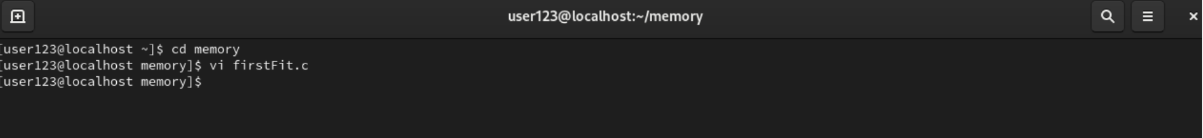 user123@localhost:~/memory
[user123@localhost ~]$ cd memory
[user123@localhost memory]$ vi firstFit.c
[user123@localhost memory]$